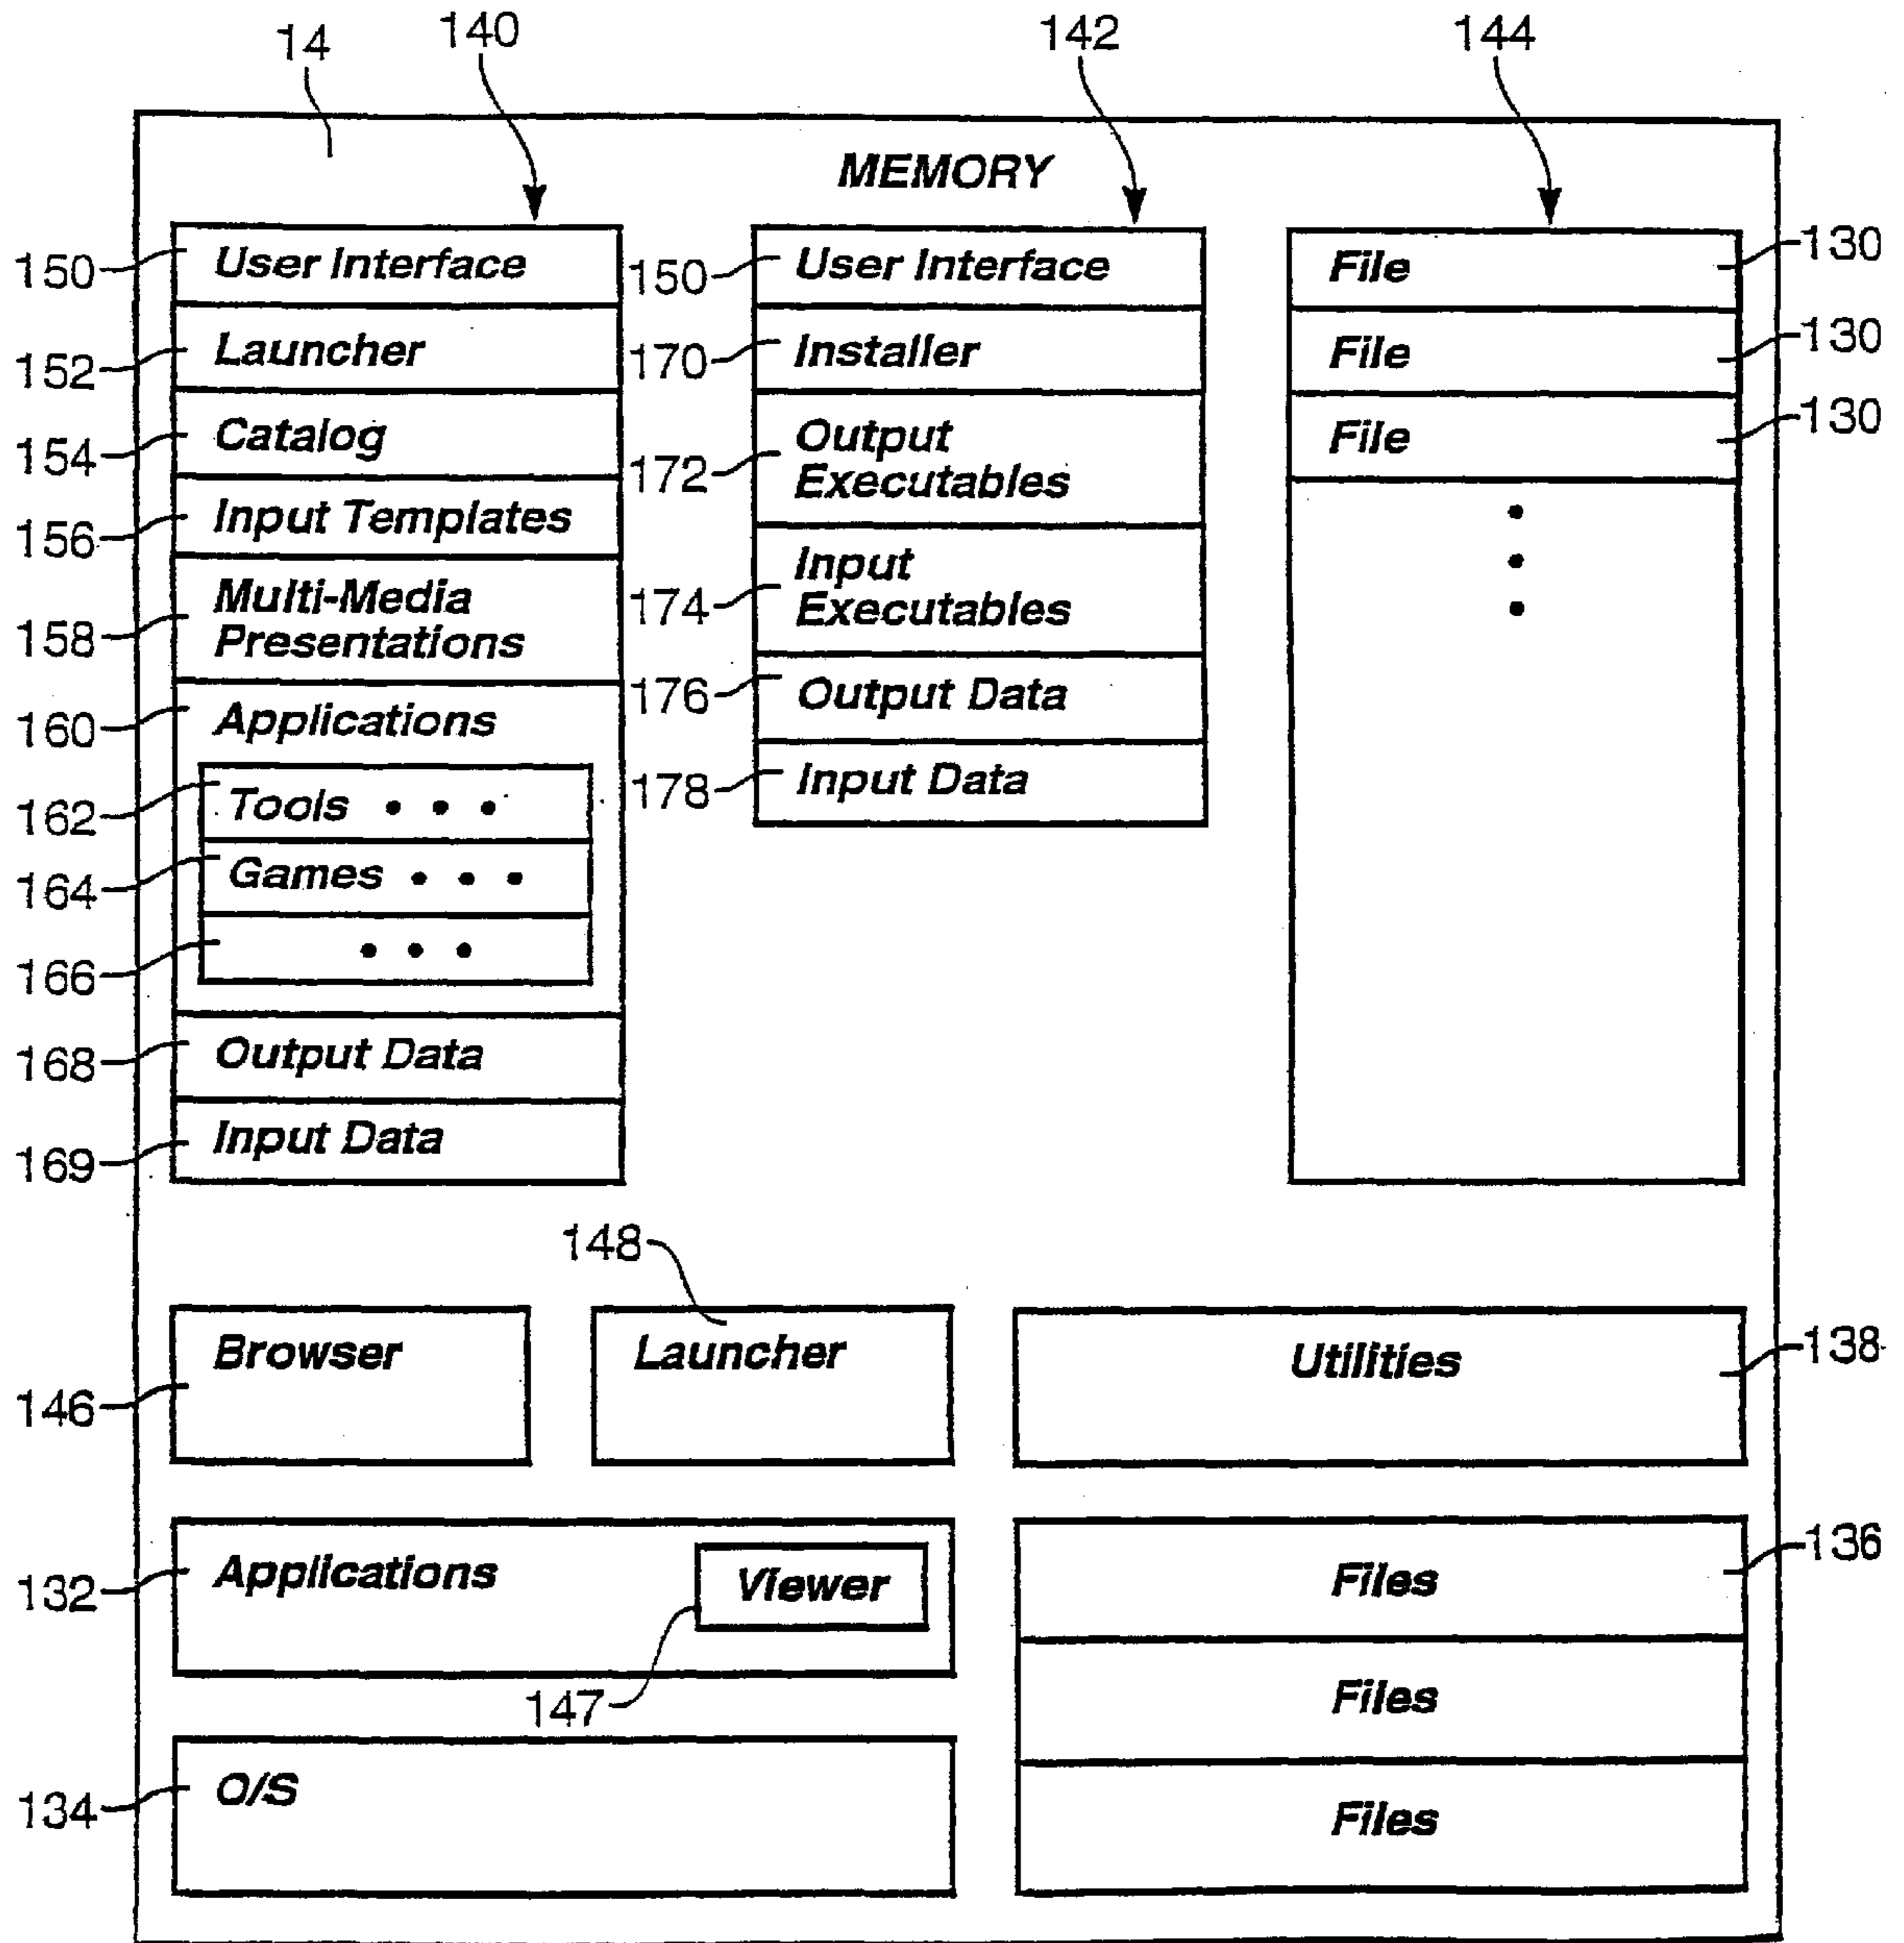 14 140 142 144
MEMORY
150 User Interface
152 Launcher
154 Catalog
156 Input Templates
158 Multi-Media
Presentations
160 Applications
162 Tools • • •
164 Games • • •
166 • • •
168 Output Data
169 Input Data
150 User Interface
170 Installer
172 Output
Executables
174 Input
Executables
176 Output Data
178 Input Data
File 130
File 130
File 130
•
•
•
146 Browser
148
Launcher
Utilities 138
132 Applications
Viewer
147
134 O/S
Files 136
Files
Files